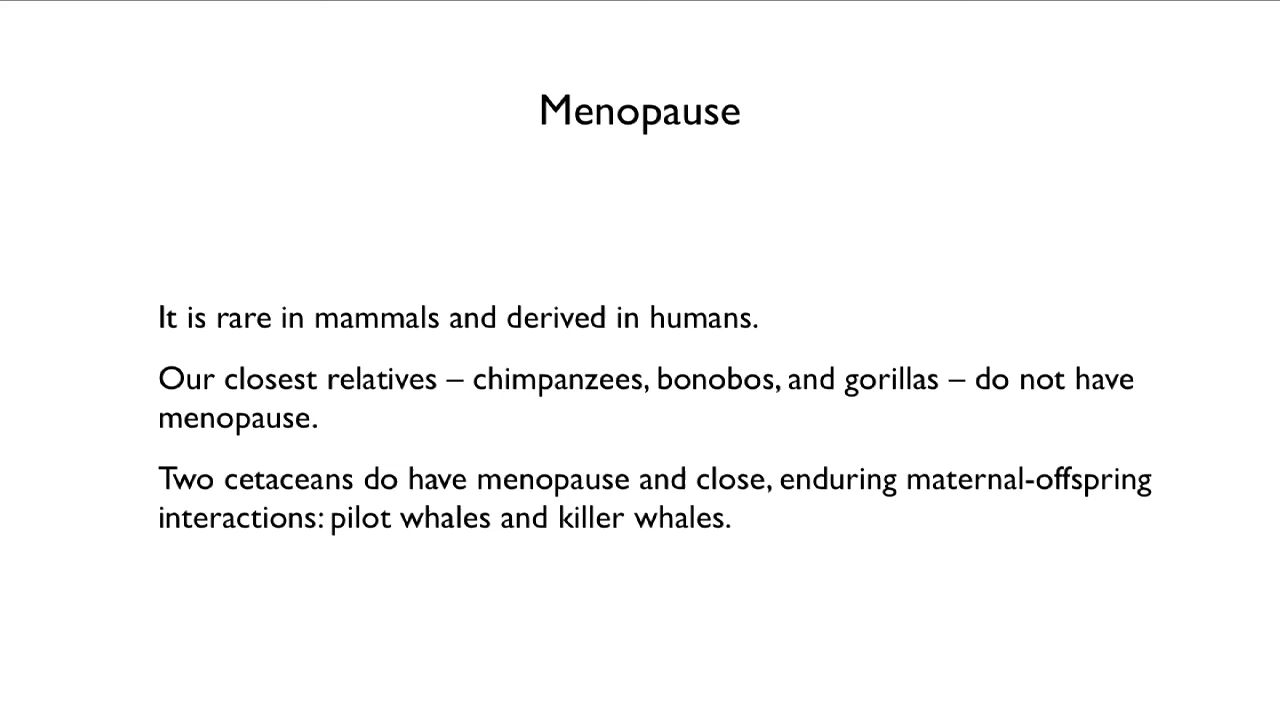 Menopause
It is rare in mammals and derived in humans.
Our closest relatives – chimpanzees, bonobos, and gorillas – do not have
menopause.
Two cetaceans do have menopause and close, enduring maternal-offspring
interactions: pilot whales and killer whales.